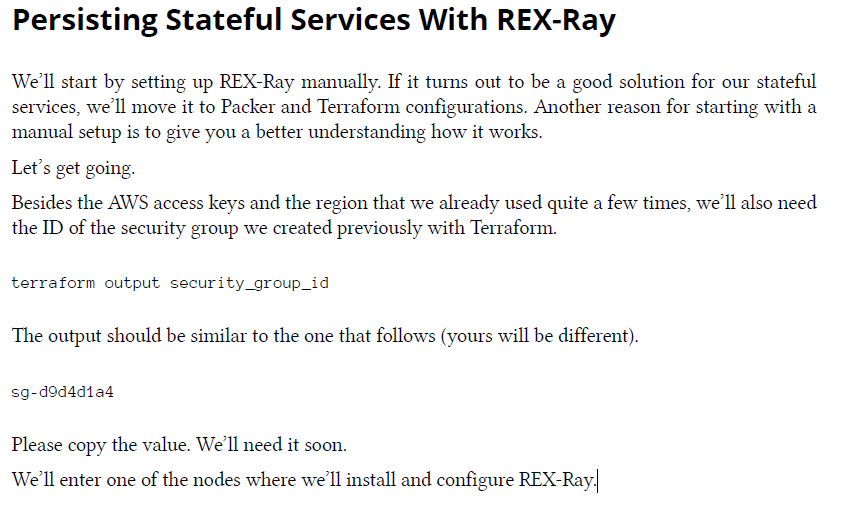 Persisting Stateful Services With REX-Ray
We’ll start by setting up REX-Ray manually. If it turns out to be a good solution for our stateful
services, we’ll move it to Packer and Terraform configurations. Another reason for starting with a
manual setup is to give you a better understanding how it works.
Let’s get going.
Besides the AWS access keys and the region that we already used quite a few times, we’ll also need
the ID of the security group we created previously with Terraform.
terraform output security_group_id
The output should be similar to the one that follows (yours will be different).
sg-d9d4d1a4
Please copy the value. We’ll need it soon.
We’ll enter one of the nodes where we’ll install and configure REX-Ray.